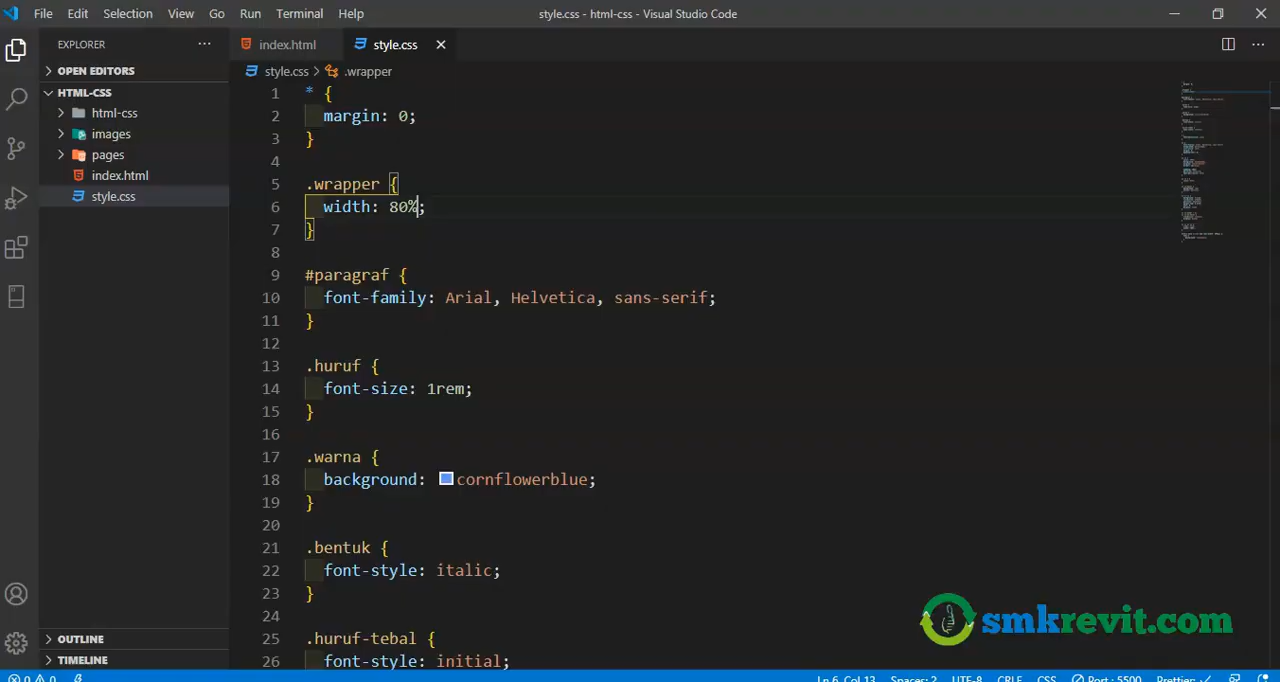 File Edit Selection View Go Run Terminal Help
style.css - html-css - Visual Studio Code
EXPLORER
OPEN EDITORS
HTML-CSS
html-css
images
pages
index.html
style.css
OUTLINE
TIMELINE
index.html style.css
style.css > .wrapper
1 * {
2 margin: 0;
3 }
4
5 .wrapper {
6 width: 80%;
7 }
8
9 #paragraf {
10 font-family: Arial, Helvetica, sans-serif;
11 }
12
13 .huruf {
14 font-size: 1rem;
15 }
16
17 .warna {
18 background: cornflowerblue;
19 }
20
21 .bentuk {
22 font-style: italic;
23 }
24
25 .huruf-tebal {
26 font-style: initial;
smkrevit.com
0 0 Ln 6, Col 13 Spaces: 2 UTF-8 CRLF CSS Port : 5500 Prettier